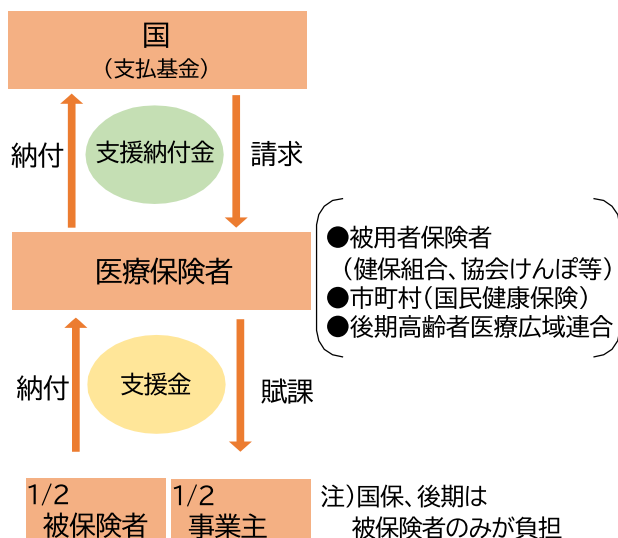 国
（支払基金）
納付
支援納付金
請求
医療保険者
●被用者保険者
（健保組合、協会けんぽ等）
●市町村（国民健康保険）
●後期高齢者医療広域連合
納付
支援金
賦課
1/2
被保険者
1/2
事業主
注）国保、後期は
被保険者のみが負担